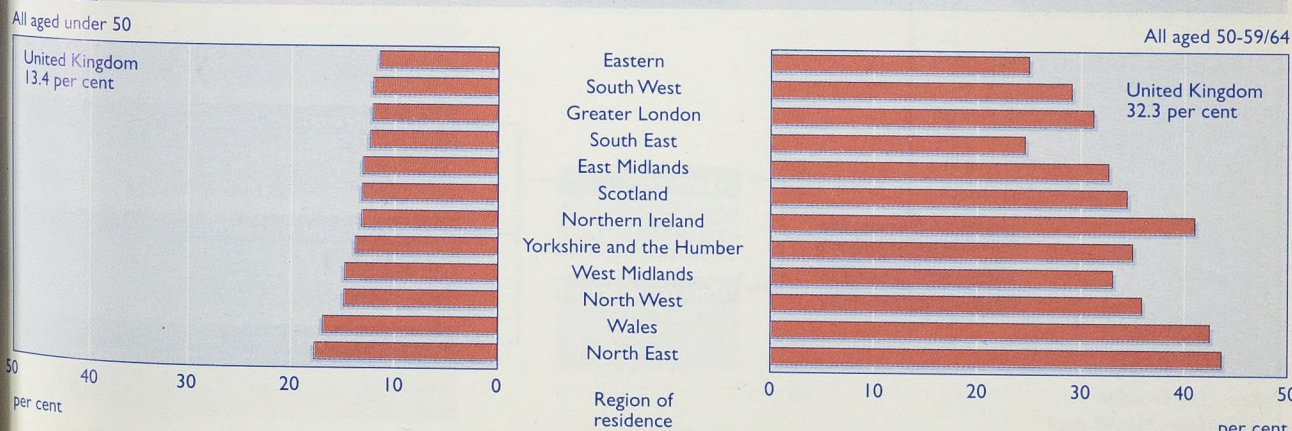 All aged under 50
United Kingdom
13.4 per cent
50
40
30
20
10
0
per cent
Eastern
South West
Greater London
South East
East Midlands
Scotland
Northern Ireland
Yorkshire and the Humber
West Midlands
North West
Wales
North East
Region of
residence
All aged 50-59/64
United Kingdom
32.3 per cent
0
10
20
30
40
50
per cent